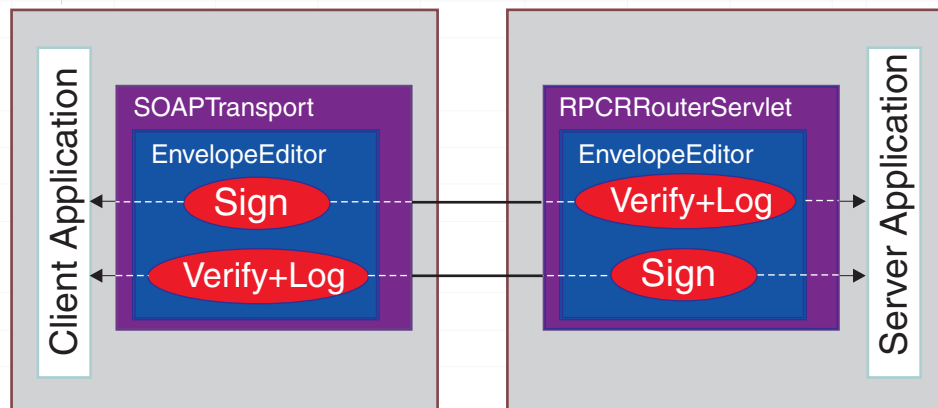 Client Application
SOAPTransport
EnvelopeEditor
Sign
Verify+Log
RPCRRouterServlet
EnvelopeEditor
Verify+Log
Sign
Server Application